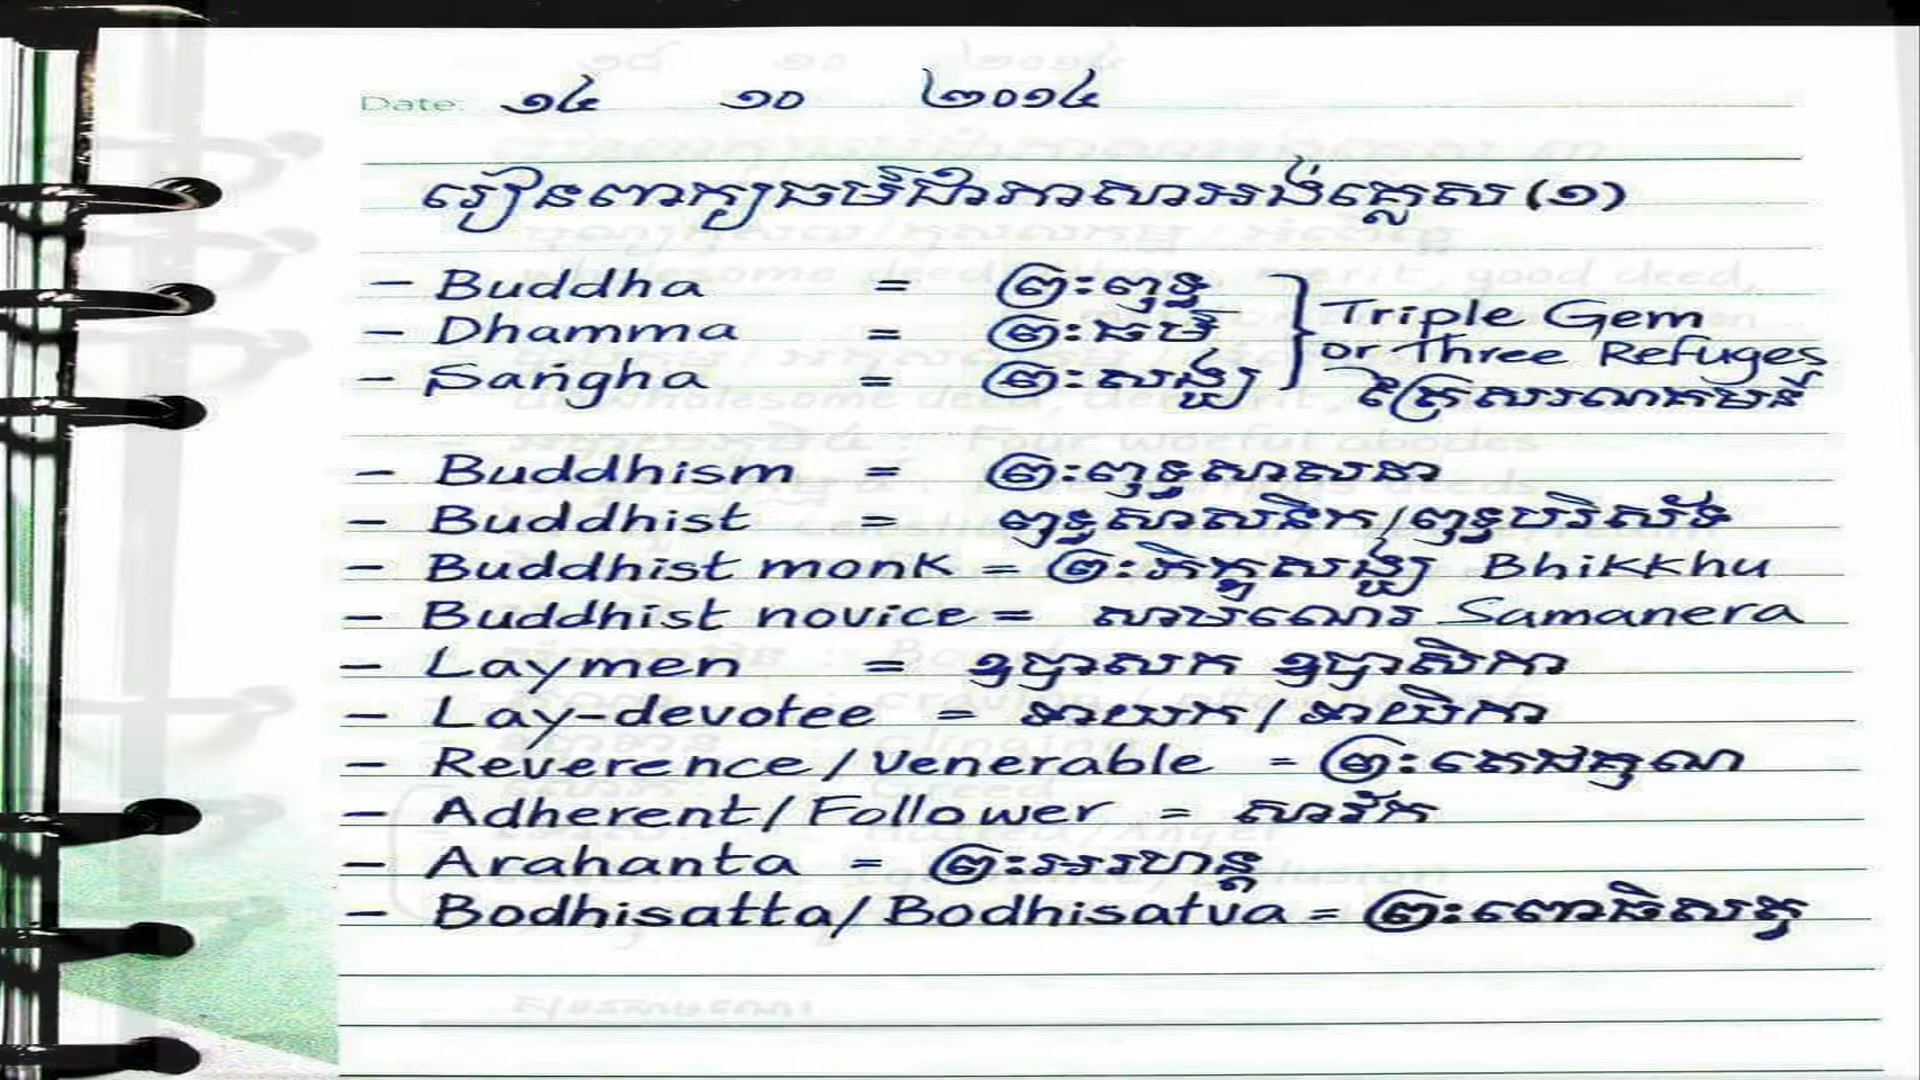 Date: ១៤ ១០ ២០១៤
រៀនពាក្យធម៌ជាភាសាអង់គ្លេស (១)
- Buddha = ព្រះពុទ្ធ
- Dhamma = ព្រះធម៌
- Saṅgha = ព្រះសង្ឃ
Triple Gem
or Three Refuges
ត្រៃសរណគមន៍
- Buddhism = ព្រះពុទ្ធសាសនា
- Buddhist = ពុទ្ធសាសនិក/ពុទ្ធបរិស័ទ
- Buddhist monk = ព្រះភិក្ខុសង្ឃ Bhikkhu
- Buddhist novice = សាមណេរ Samanera
- Laymen = ឧបាសក ឧបាសិកា
- Lay-devotee = ទាយក/ទាយិកា
- Reverence/Venerable = ព្រះតេជគុណ
- Adherent/Follower = សាវ័ក
- Arahanta = ព្រះអរហន្ត
- Bodhisatta/Bodhisatva = ព្រះពោធិសត្វ